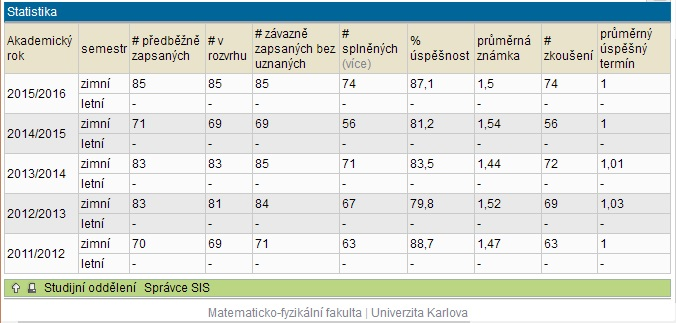 Statistika
Akademický rok semestr # předběžně zapsaných # v rozvrhu # závazně zapsaných bez uznaných # splněných (více) % úspěšnost průměrná známka # zkoušení průměrný úspěšný termín
2015/2016 zimní 85 85 85 74 87,1 1,5 74 1
letní - - - - - - - -
2014/2015 zimní 71 69 69 56 81,2 1,54 56 1
letní - - - - - - - -
2013/2014 zimní 83 83 85 71 83,5 1,44 72 1,01
letní - - - - - - - -
2012/2013 zimní 83 81 84 67 79,8 1,52 69 1,03
letní - - - - - - - -
2011/2012 zimní 70 69 71 63 88,7 1,47 63 1
letní - - - - - - - -
Studijní oddělení Správce SIS
Matematicko-fyzikální fakulta | Univerzita Karlova